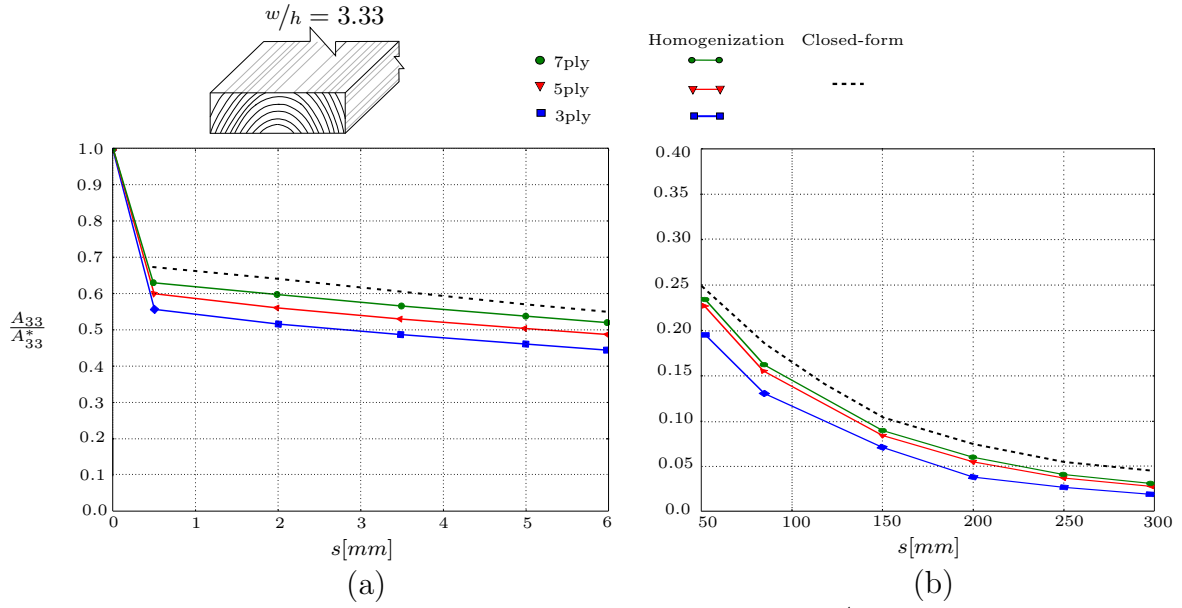 w/h = 3.33
Homogenization Closed-form
7ply
5ply
3ply
1.0
0.9
0.8
0.7
0.6
0.5
0.4
0.3
0.2
0.1
0.0
A33
A*33
0 1 2 3 4 5 6
s[mm]
(a)
0.40
0.35
0.30
0.25
0.20
0.15
0.10
0.05
0.0
50 100 150 200 250 300
s[mm]
(b)